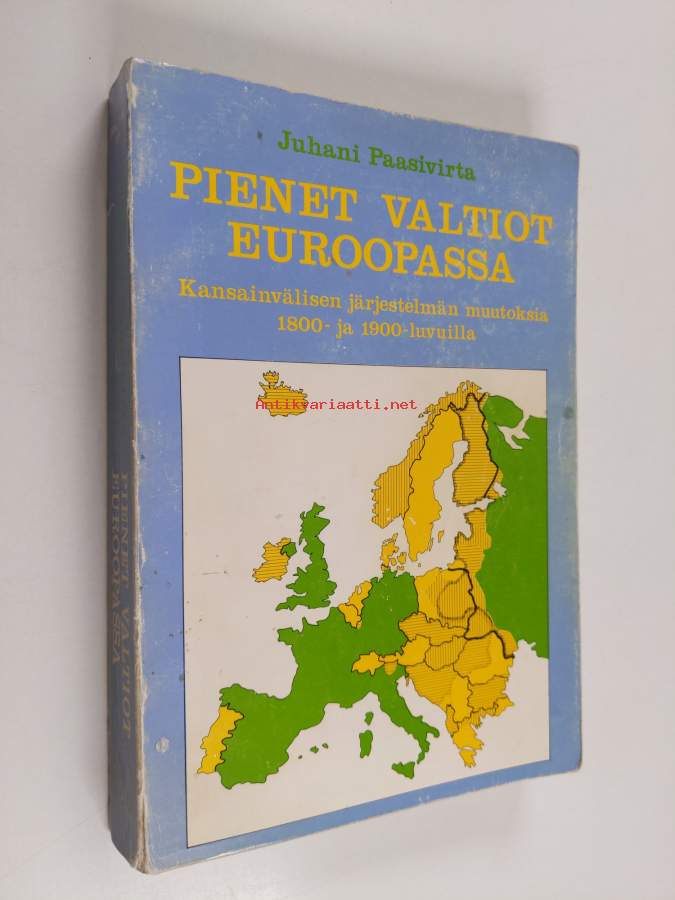 Juhani Paasivirta
PIENET VALTIOT
EUROOPASSA
Kansainvälisen järjestelmän muutoksia
1800- ja 1900-luvuilla
Antikvariaatti.net
PIENET VALTIOT
EUROOPASSA